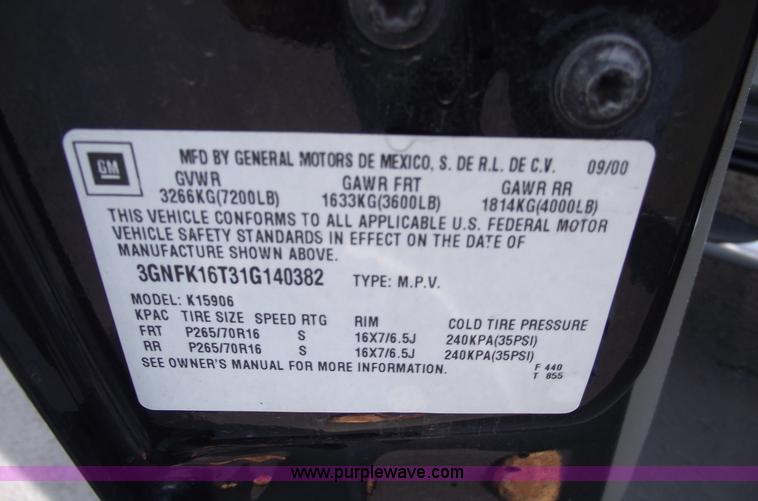 GM
MFD BY GENERAL MOTORS DE MEXICO, S. DE R.L. DE C.V. 09/00
GVWR GAWR FRT GAWR RR
3266KG(7200LB) 1633KG(3600LB) 1814KG(4000LB)
THIS VEHICLE CONFORMS TO ALL APPLICABLE U.S. FEDERAL MOTOR
VEHICLE SAFETY STANDARDS IN EFFECT ON THE DATE OF
MANUFACTURE SHOWN ABOVE.
3GNFK16T31G140382 TYPE: M.P.V.
MODEL: K15906
KPAC TIRE SIZE SPEED RTG RIM COLD TIRE PRESSURE
FRT P265/70R16 S 16X7/6.5J 240KPA(35PSI)
RR P265/70R16 S 16X7/6.5J 240KPA(35PSI)
SEE OWNER'S MANUAL FOR MORE INFORMATION. F 440
T 855
www.purplewave.com